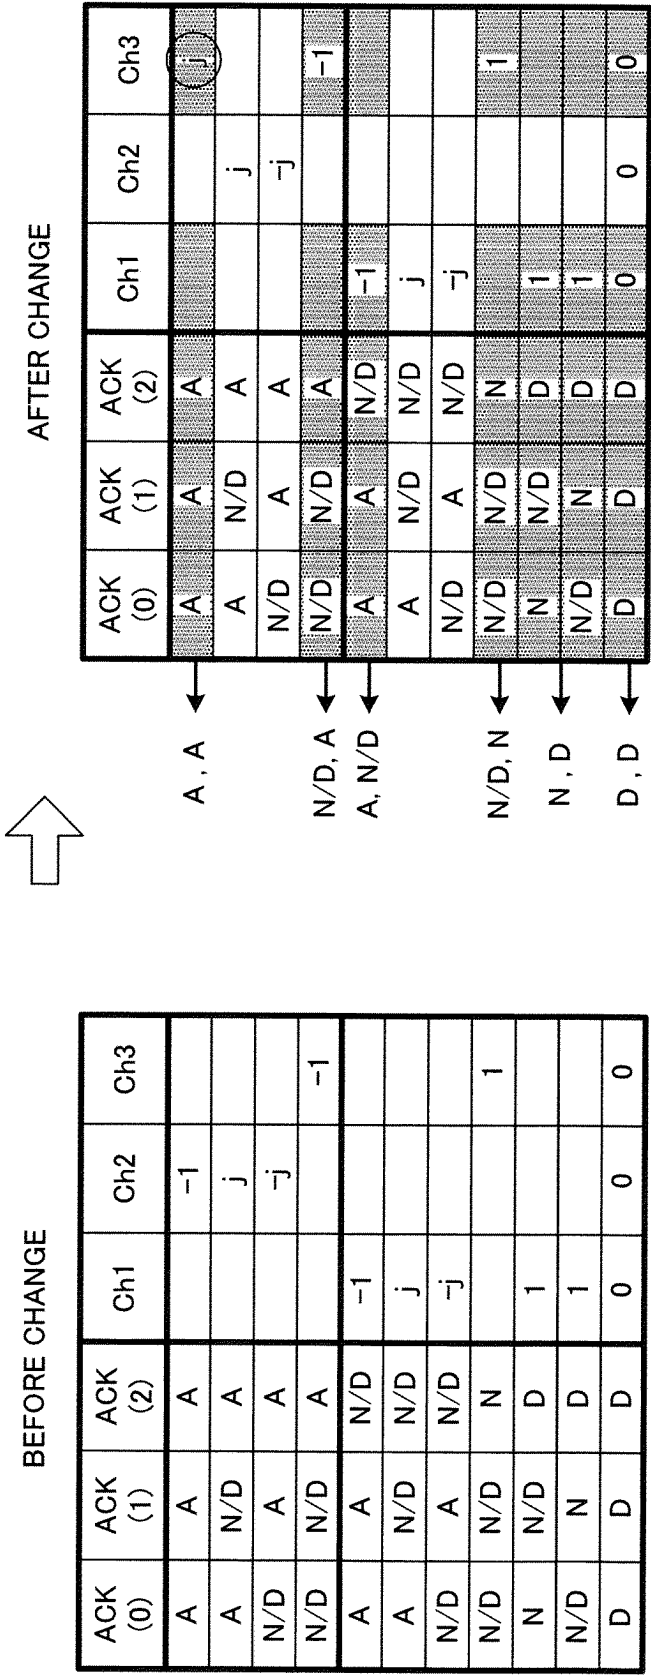 BEFORE CHANGE
ACK (0) ACK (1) ACK (2) Ch1 Ch2 Ch3
A A A -1
A N/D A j
N/D A A -j
N/D N/D A -1
A A N/D -1
A N/D N/D j
N/D A N/D -j
N/D N/D N 1
N N/D D 1
N/D N D 1
D D D 0 0 0
AFTER CHANGE
ACK (0) ACK (1) ACK (2) Ch1 Ch2 Ch3
A , A A A A j
A N/D A j
N/D A A -j
N/D, A N/D N/D A -1
A, N/D A A N/D -1
A N/D N/D j
N/D A N/D -j
N/D, N N/D N/D N 1
N , D N N/D D 1
N/D N D 1
D , D D D D 0 0 0